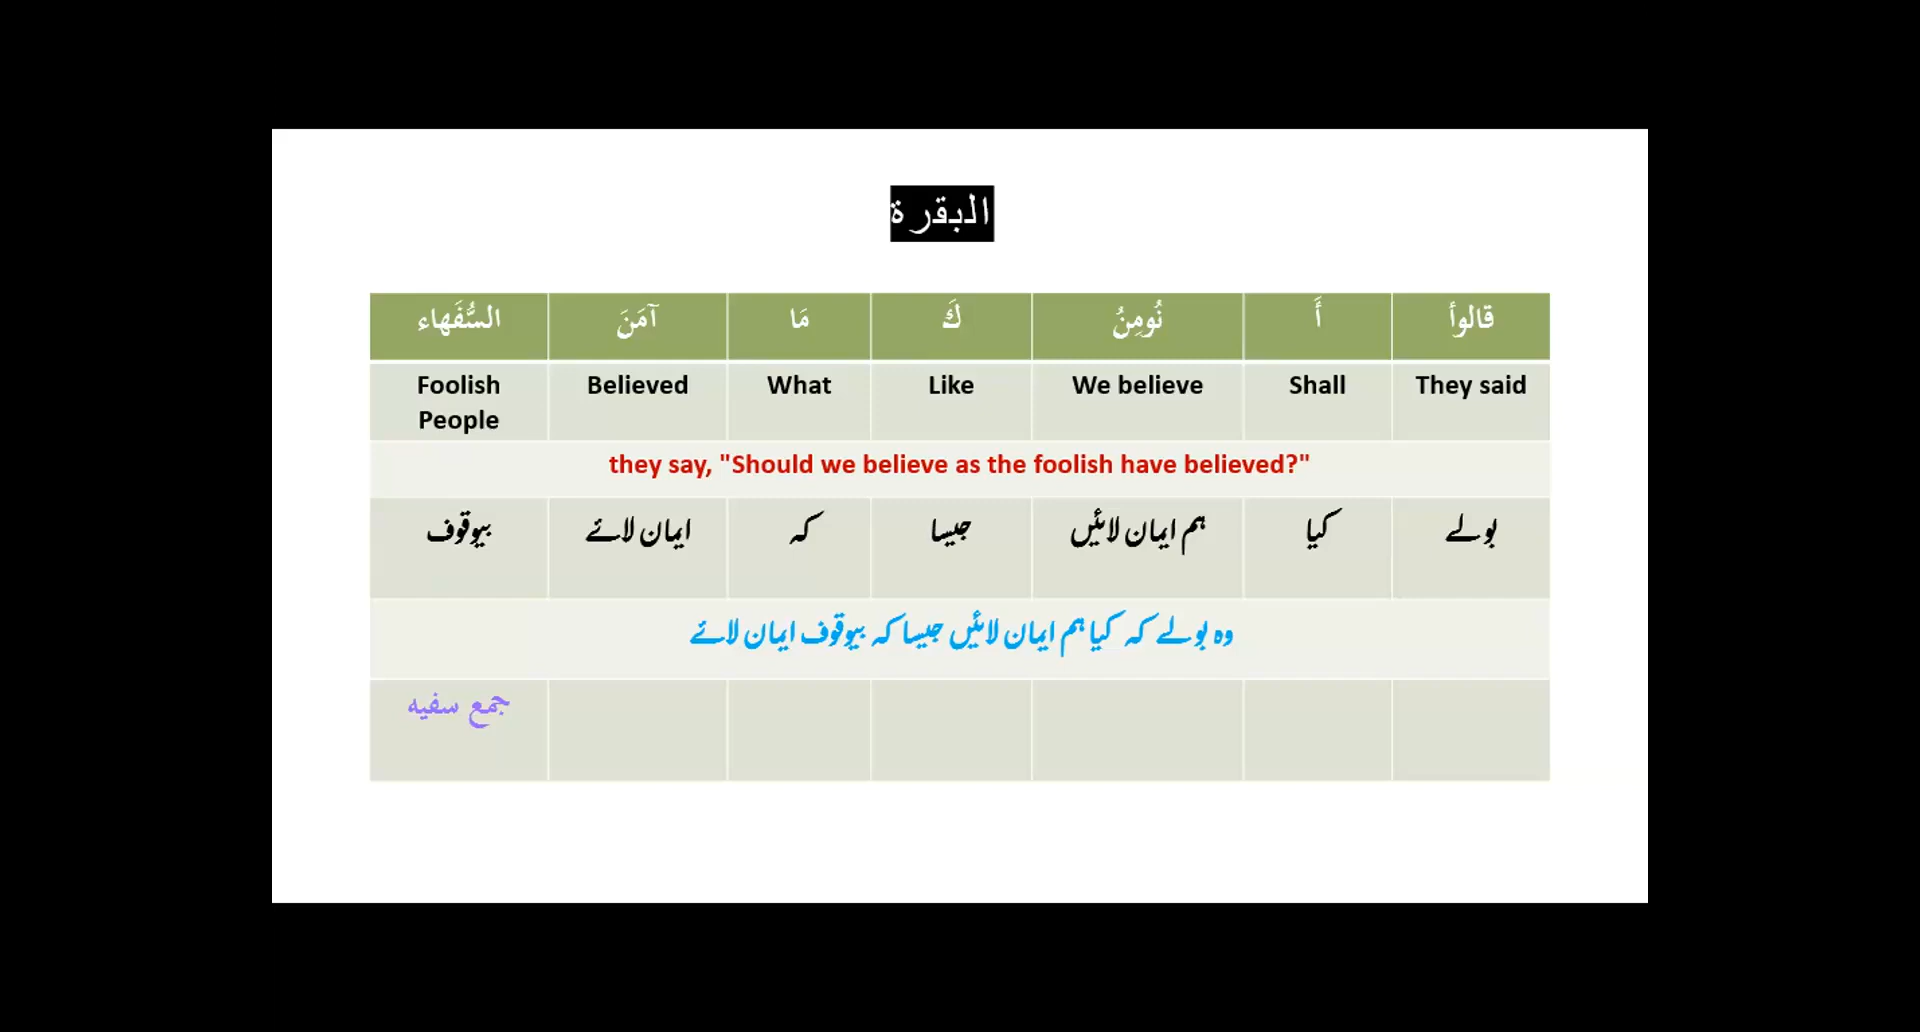 البقرة
قالوأ أَ نُومِنُ كَ مَا آمَنَ السُّفَهاء
They said Shall We believe Like What Believed Foolish People
they say, "Should we believe as the foolish have believed?"
بولے کیا ہم ایمان لائیں جیسا کہ ایمان لائے بیوقوف
وہ بولے کہ کیا ہم ایمان لائیں جیسا کہ بیوقوف ایمان لائے
جمع سفیہ